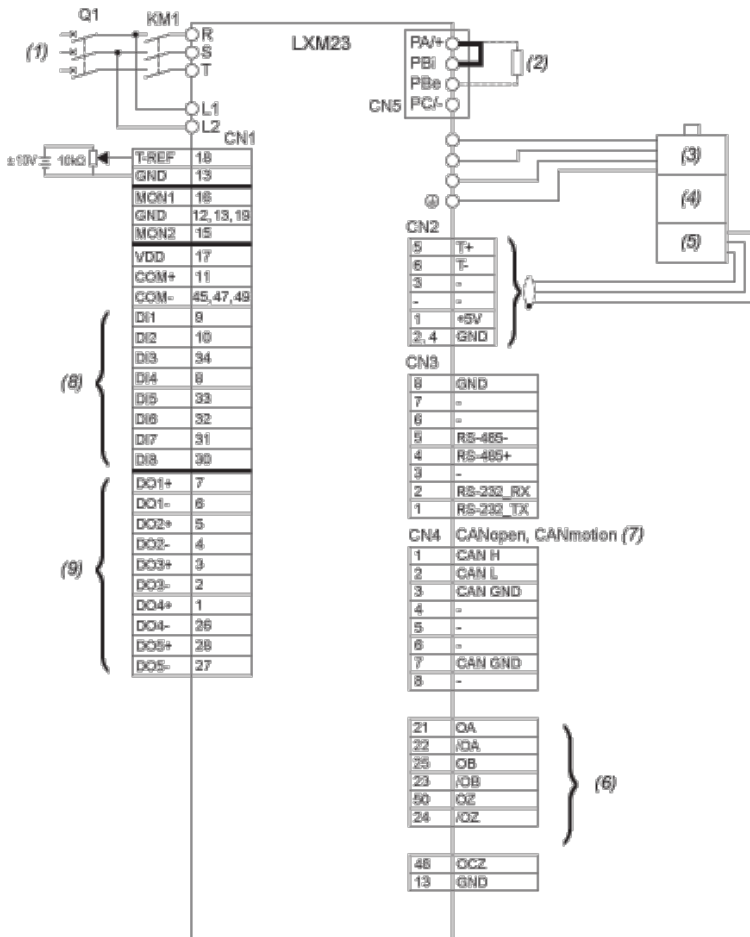 Q1
KM1
(1)
R
S
T
L1
L2
LXM23
PA/+
PBi
PBe
CN5 PC/-
(2)
CN1
±10V 10kΩ
T-REF 18
GND 13
MON1 16
GND 12,13,19
MON2 15
VDD 17
COM+ 11
COM- 45,47,49
(8)
DI1 9
DI2 10
DI3 34
DI4 8
DI5 33
DI6 32
DI7 31
DI8 30
(9)
DO1+ 7
DO1- 6
DO2+ 5
DO2- 4
DO3+ 3
DO3- 2
DO4+ 1
DO4- 26
DO5+ 28
DO5- 27
(3)
(4)
(5)
CN2
5 T+
6 T-
3 -
- -
1 +5V
2, 4 GND
CN3
8 GND
7 -
6 -
5 RS-485-
4 RS-485+
3 -
2 RS-232_RX
1 RS-232_TX
CN4 CANopen, CANmotion (7)
1 CAN H
2 CAN L
3 CAN GND
4 -
5 -
6 -
7 CAN GND
8 -
21 OA
22 /OA
25 OB
23 /OB
50 OZ
24 /OZ
(6)
48 OCZ
13 GND